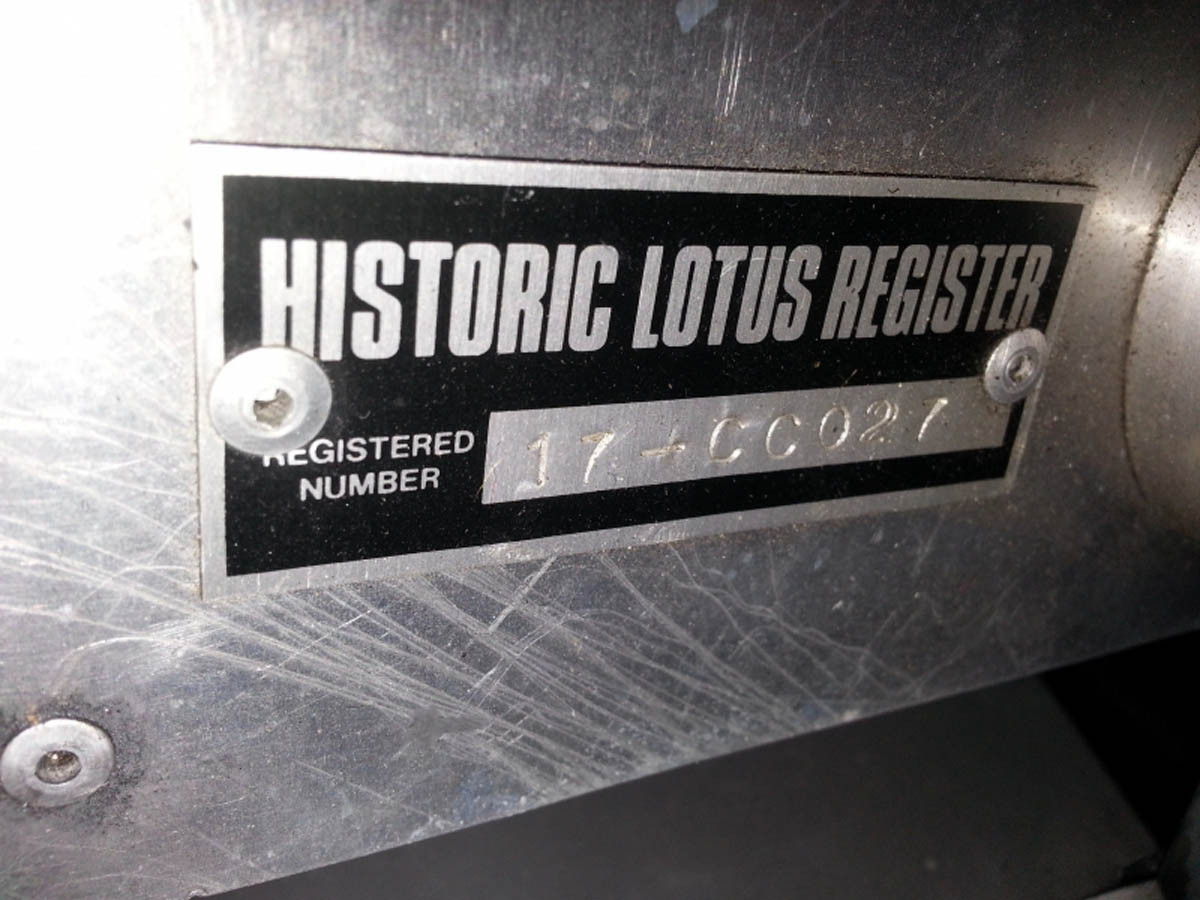 HISTORIC LOTUS REGISTER
REGISTERED
NUMBER
17-CC027